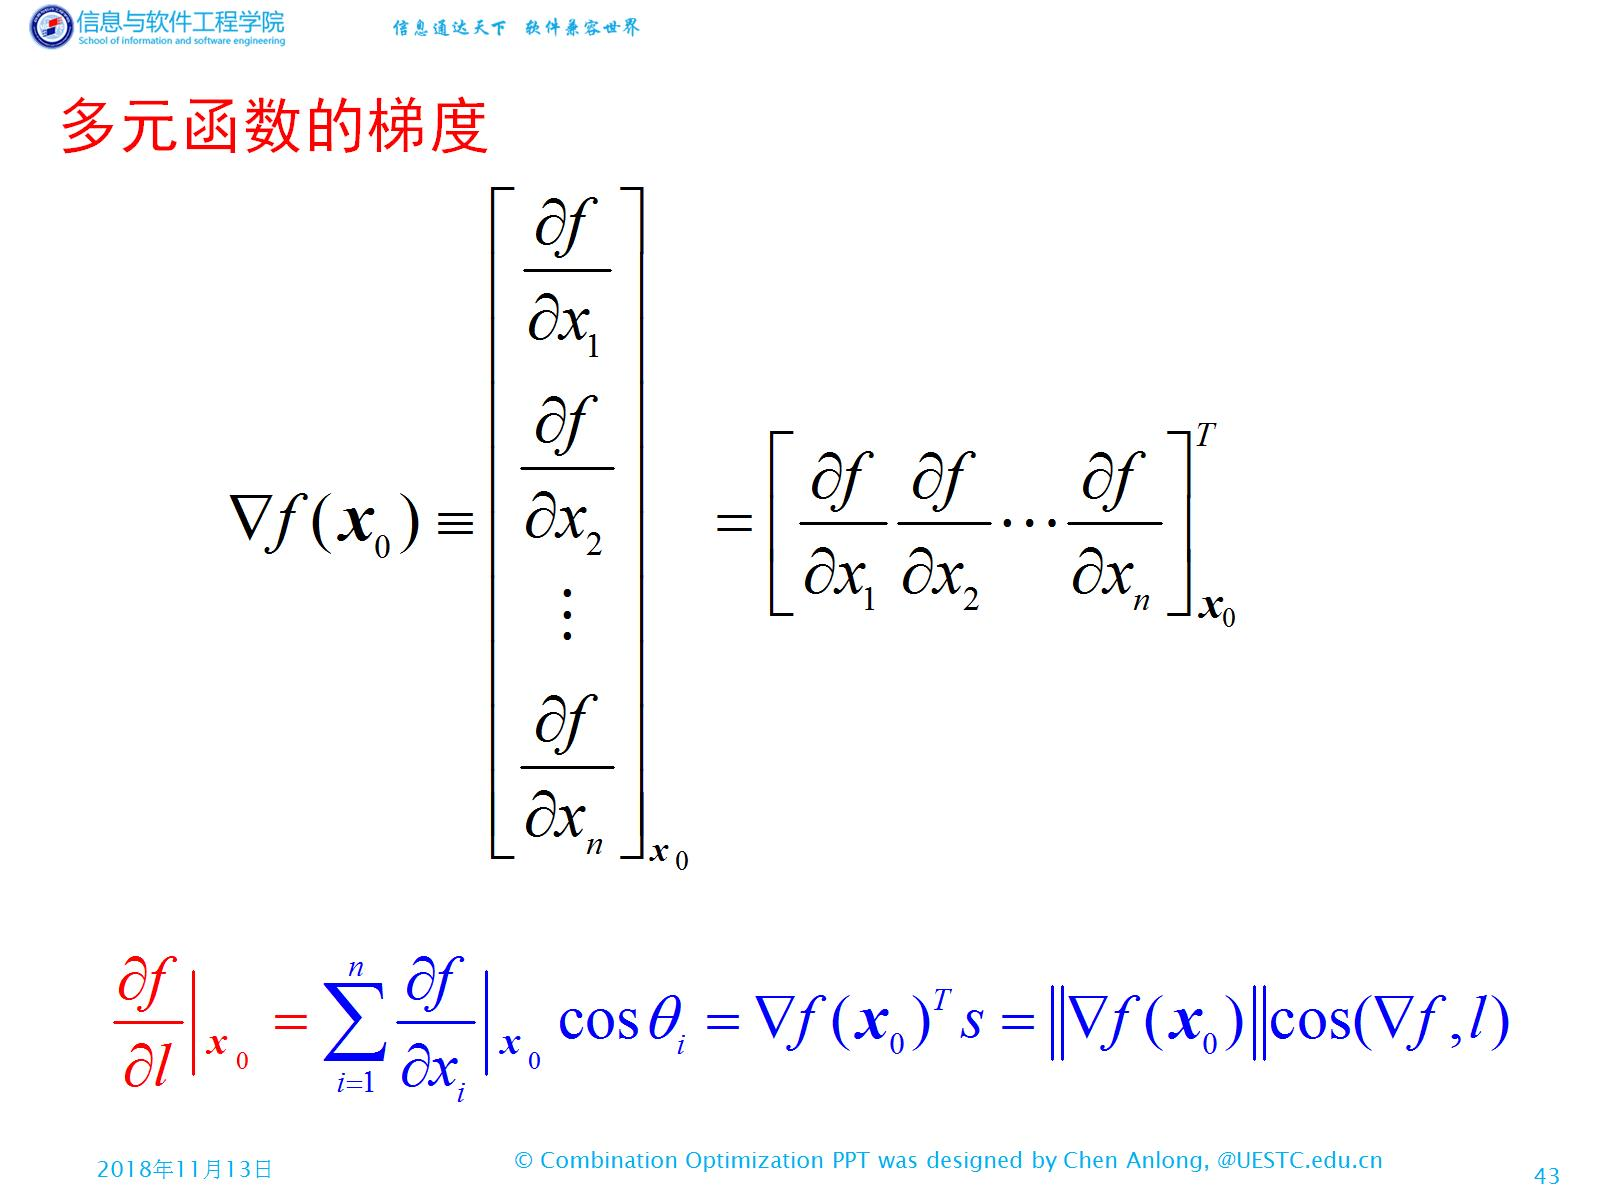 信息与软件工程学院
School of information and software engineering
信息通达天下 软件兼容世界
多元函数的梯度
∇f(x₀) ≡ [∂f/∂x₁ ∂f/∂x₂ ⋮ ∂f/∂xₙ]x₀ = [∂f/∂x₁ ∂f/∂x₂ ⋯ ∂f/∂xₙ]ᵀx₀
∂f/∂l|x₀ = ∑ⁿᵢ₌₁ ∂f/∂xᵢ|x₀ cosθᵢ = ∇f(x₀)ᵀs = ‖∇f(x₀)‖cos(∇f,l)
2018年11月13日
© Combination Optimization PPT was designed by Chen Anlong, @UESTC.edu.cn
43